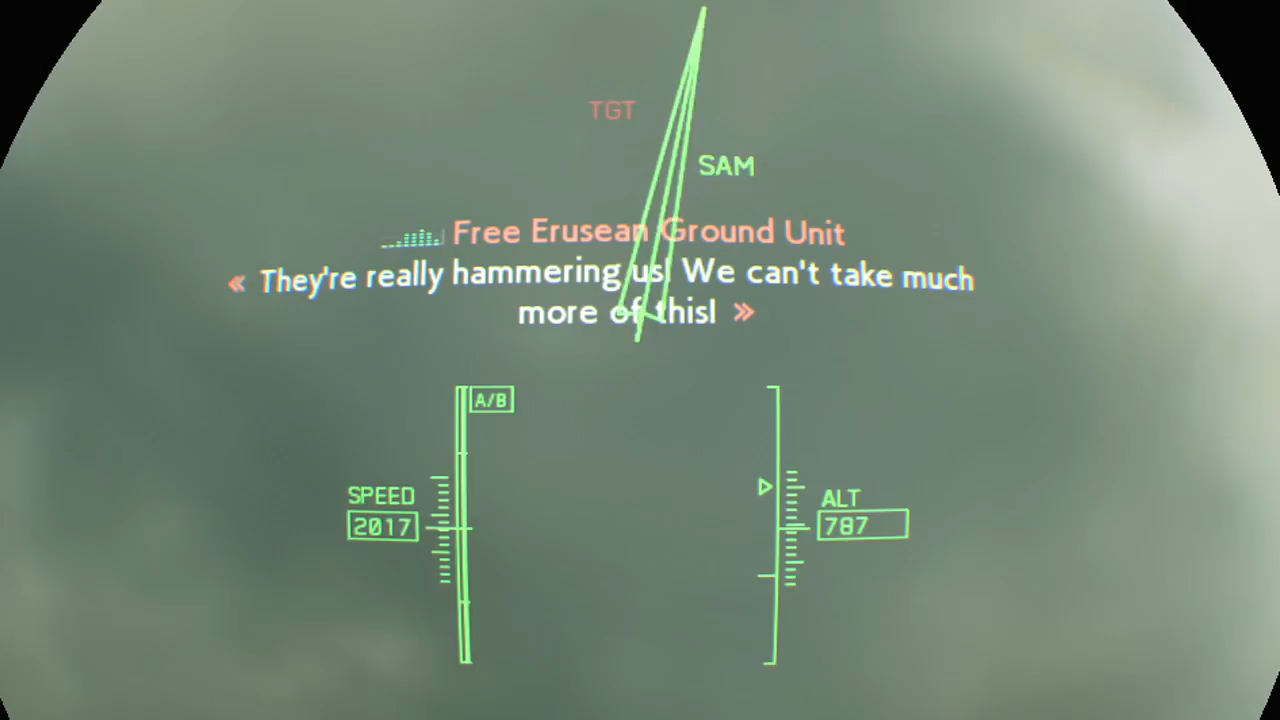 TGT
SAM
Free Erusean Ground Unit
« They're really hammering us! We can't take much
more of this! »
A/B
SPEED
2017
ALT
787